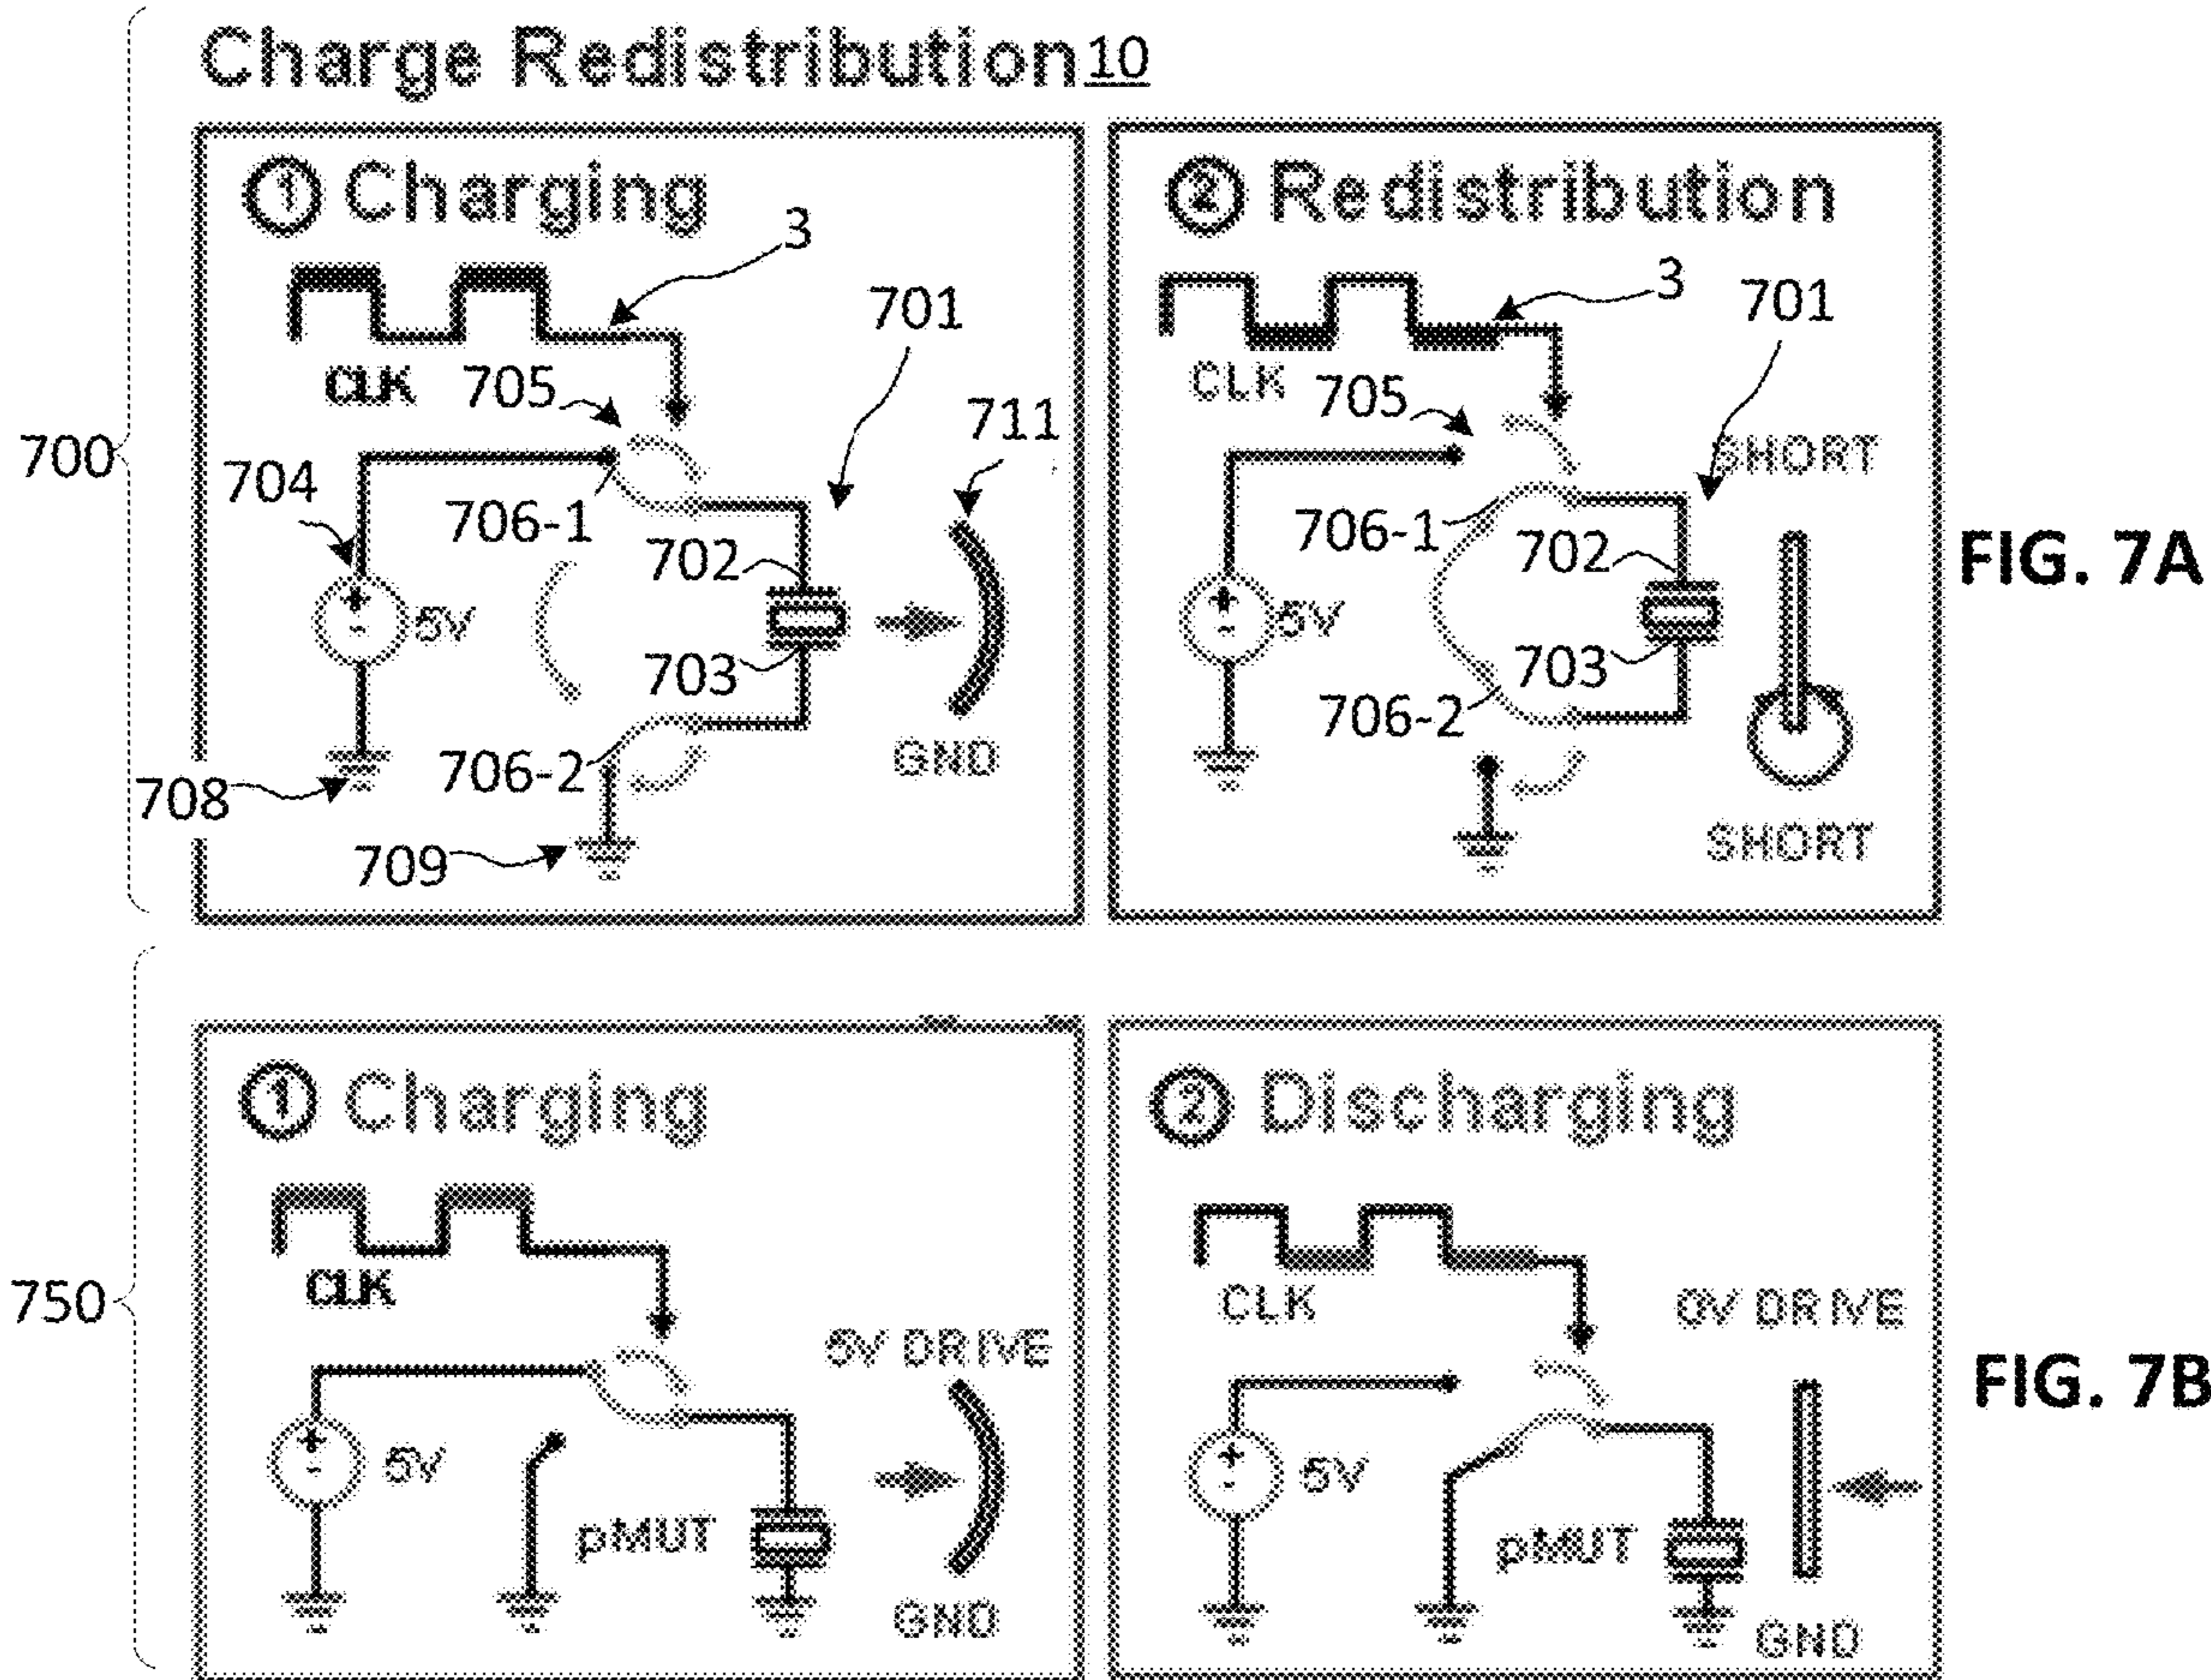 Charge Redistribution 10
700
① Charging
3
CLK
705
701
711
704
706-1
5V
702
703
706-2
GND
708
709
② Redistribution
3
CLK
705
701
SHORT
706-1
702
5V
703
706-2
SHORT
FIG. 7A
750
① Charging
CLK
5V DRIVE
5V
pMUT
GND
② Discharging
CLK
0V DRIVE
5V
pMUT
GND
FIG. 7B